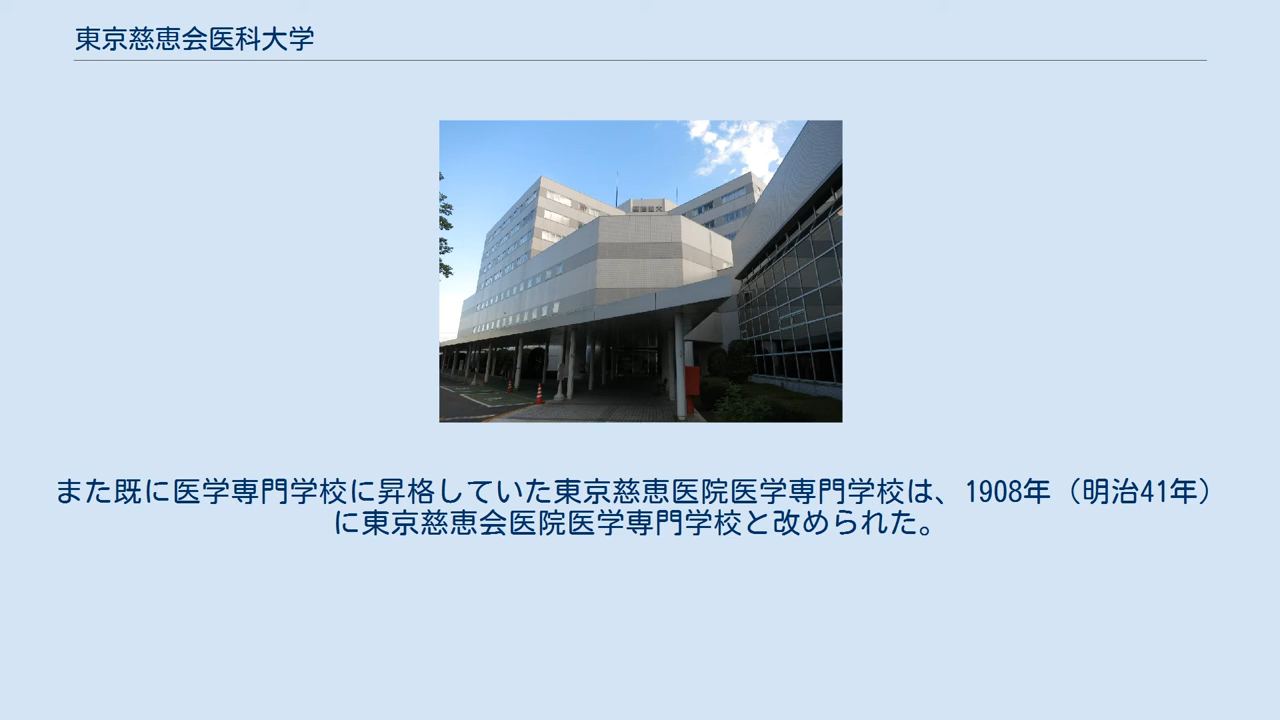 東京慈恵会医科大学
また既に医学専門学校に昇格していた東京慈恵医院医学専門学校は、1908年（明治41年）
に東京慈恵会医院医学専門学校と改められた。